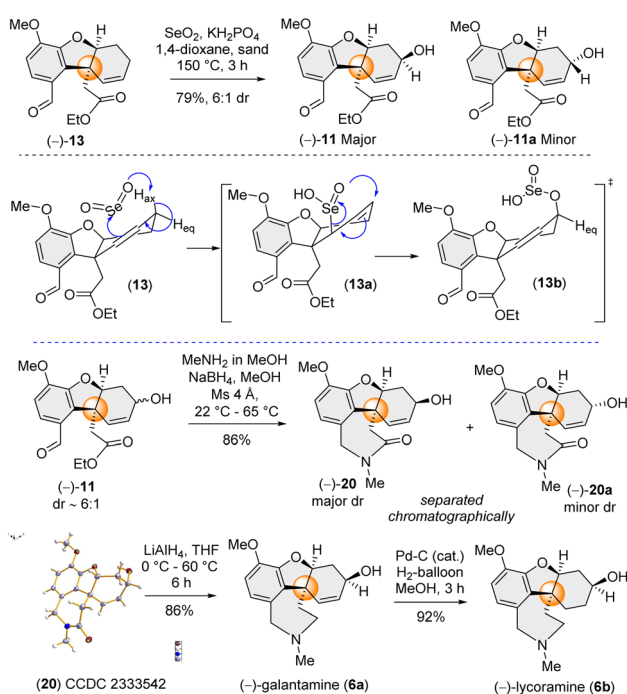 MeO
O
H
O
O
EtO
(–)-13
SeO2, KH2PO4
1,4-dioxane, sand
150 °C, 3 h
79%, 6:1 dr
MeO
O
H
OH
O
O
EtO
(–)-11 Major
MeO
O
H
OH
H
O
O
EtO
(–)-11a Minor
MeO
O
O
Se
O
Hax
Heq
O
O
OEt
(13)
HO
O
Se
MeO
O
O
O
OEt
(13a)
O
Se
HO
O
MeO
O
Heq
O
O
OEt
(13b)
‡
MeO
O
H
OH
O
O
EtO
(–)-11
dr ~ 6:1
MeNH2 in MeOH
NaBH4, MeOH
Ms 4 Å,
22 °C - 65 °C
86%
MeO
O
H
OH
O
N
Me
(–)-20
major dr
+
separated
chromatographically
MeO
O
H
OH
O
N
Me
(–)-20a
minor dr
(20) CCDC 2333542
LiAlH4, THF
0 °C - 60 °C
6 h
86%
MeO
O
H
OH
N
Me
(–)-galantamine (6a)
Pd-C (cat.)
H2-balloon
MeOH, 3 h
92%
MeO
O
H
OH
N
Me
(–)-lycoramine (6b)